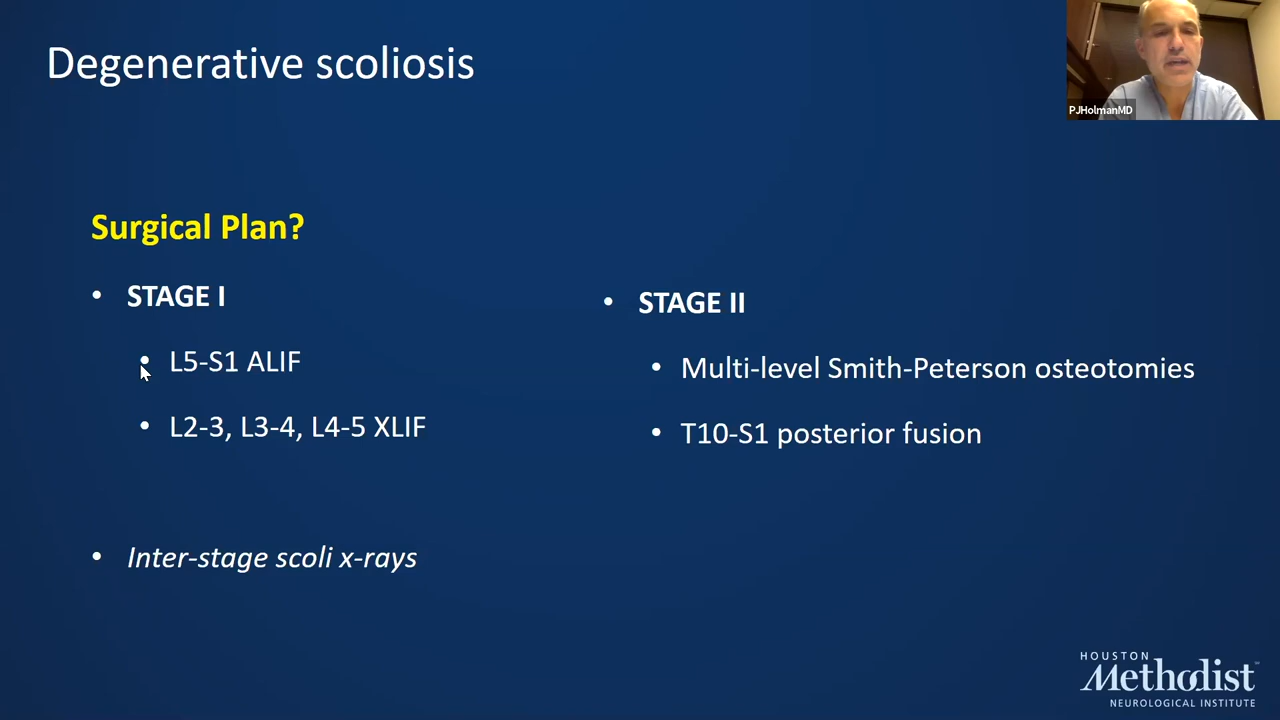 Degenerative scoliosis
PJHolmanMD
Surgical Plan?
• STAGE I
• L5-S1 ALIF
• L2-3, L3-4, L4-5 XLIF
• Inter-stage scoli x-rays
• STAGE II
• Multi-level Smith-Peterson osteotomies
• T10-S1 posterior fusion
HOUSTON
Methodist
NEUROLOGICAL INSTITUTE